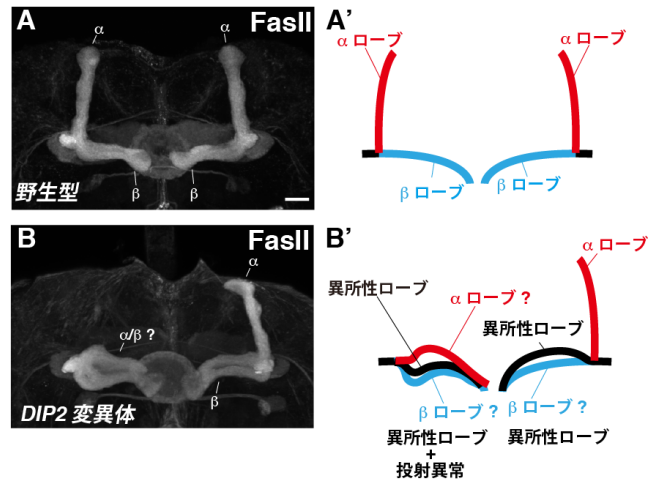 A
α
α
FasII
β
β
野生型
A’
α ローブ
α ローブ
β ローブ
β ローブ
B
FasII
α
α/β ?
β
DIP2 変異体
B’
α ローブ
異所性ローブ
α ローブ ?
異所性ローブ
β ローブ ?
β ローブ ?
異所性ローブ
+
投射異常
異所性ローブ